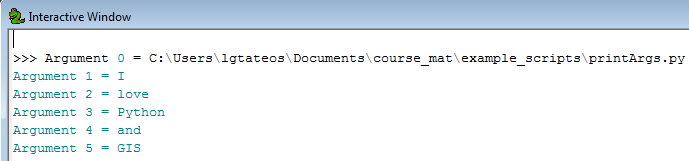 Interactive Window
>>> Argument 0 = C:\Users\lgtateos\Documents\course_mat\example_scripts\printArgs.py
Argument 1 = I
Argument 2 = love
Argument 3 = Python
Argument 4 = and
Argument 5 = GIS